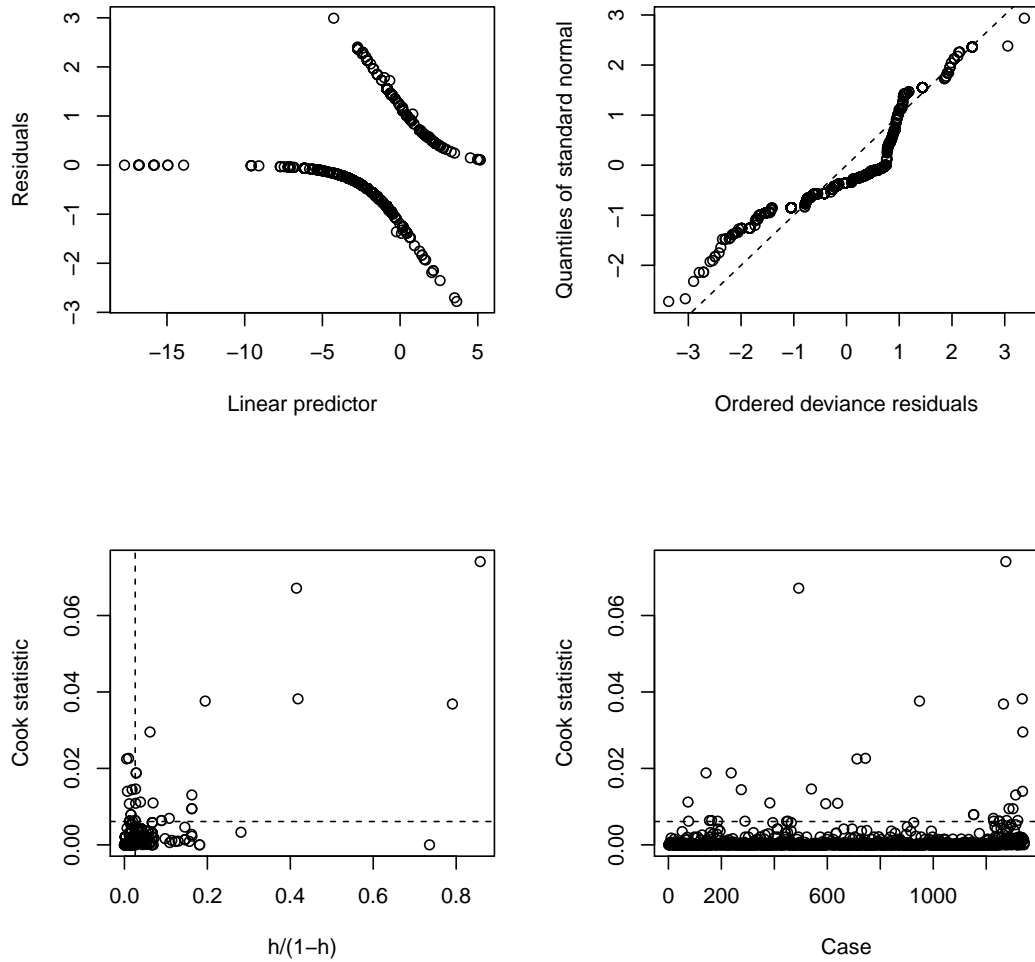 3
2
1
0
−1
−2
−3
Residuals
−15 −10 −5 0 5
Linear predictor
3
2
1
0
−2
Quantiles of standard normal
−3 −2 −1 0 1 2 3
Ordered deviance residuals
0.06
0.04
0.02
0.00
Cook statistic
0.0 0.2 0.4 0.6 0.8
h/(1−h)
0.06
0.04
0.02
0.00
Cook statistic
0 200 600 1000
Case